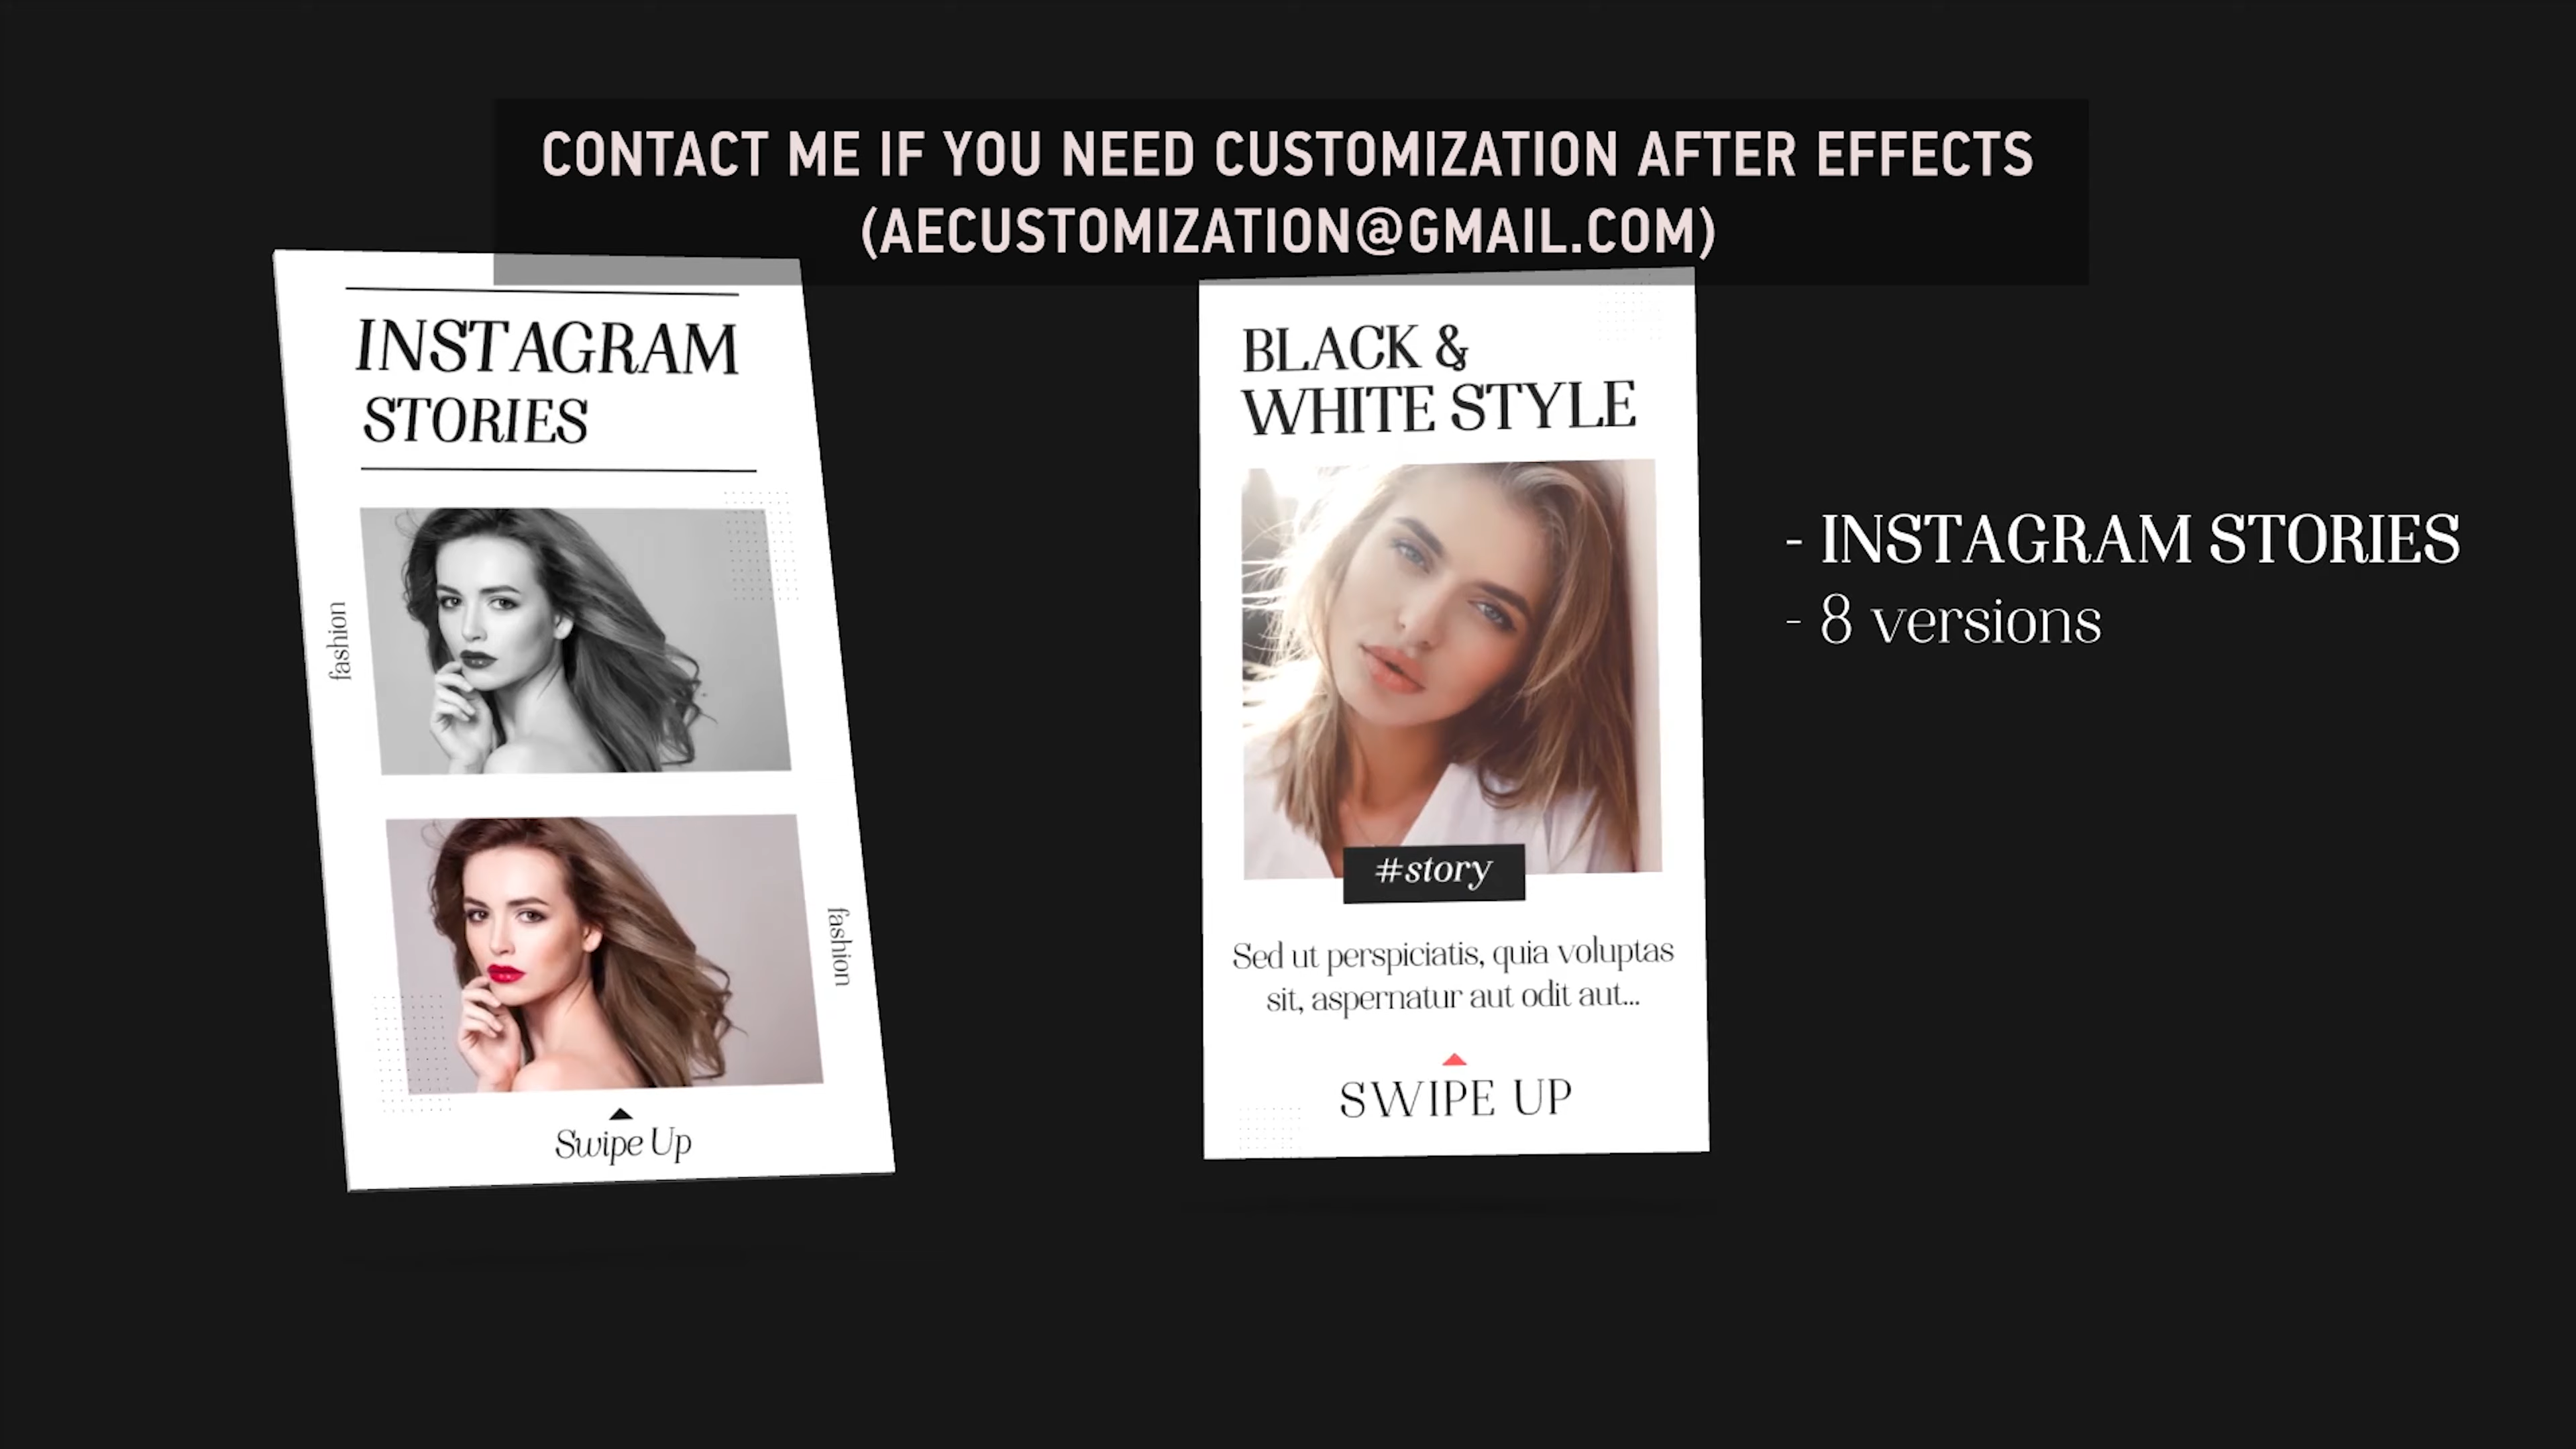 CONTACT ME IF YOU NEED CUSTOMIZATION AFTER EFFECTS
(AECUSTOMIZATION@GMAIL.COM)
INSTAGRAM
STORIES
fashion
fashion
Swipe Up
BLACK &
WHITE STYLE
#story
Sed ut perspiciatis, quia voluptas
sit, aspernatur aut odit aut...
SWIPE UP
- INSTAGRAM STORIES
- 8 versions